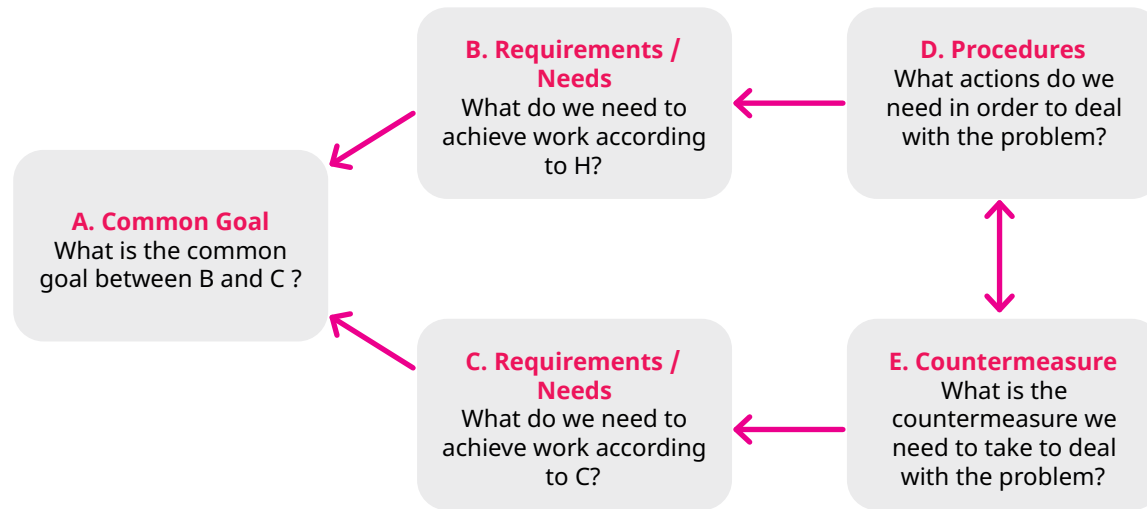 B. Requirements /
Needs
What do we need to
achieve work according
to H?
D. Procedures
What actions do we
need in order to deal
with the problem?
A. Common Goal
What is the common
goal between B and C ?
C. Requirements /
Needs
What do we need to
achieve work according
to C?
E. Countermeasure
What is the
countermeasure we
need to take to deal
with the problem?